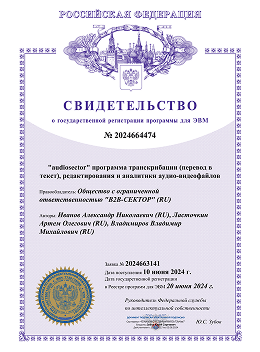 РОССИЙСКАЯ ФЕДЕРАЦИЯ
СВИДЕТЕЛЬСТВО
о государственной регистрации программы для ЭВМ
№ 2024664474
"audiosector" программа транскрибации (перевод в
текст), редактирования и аналитики аудио-видеофайлов
Правообладатель: Общество с ограниченной
ответственностью "В2В-СЕКТОР" (RU)
Авторы: Иванов Александр Николаевич (RU), Ласточкин
Артем Олегович (RU), Владимиров Владимир
Михайлович (RU)
Заявка № 2024663141
Дата поступления 10 июня 2024 г.
Дата государственной регистрации
в Реестре программ для ЭВМ 20 июня 2024 г.
Руководитель Федеральной службы
по интеллектуальной собственности
Ю.С. Зубов